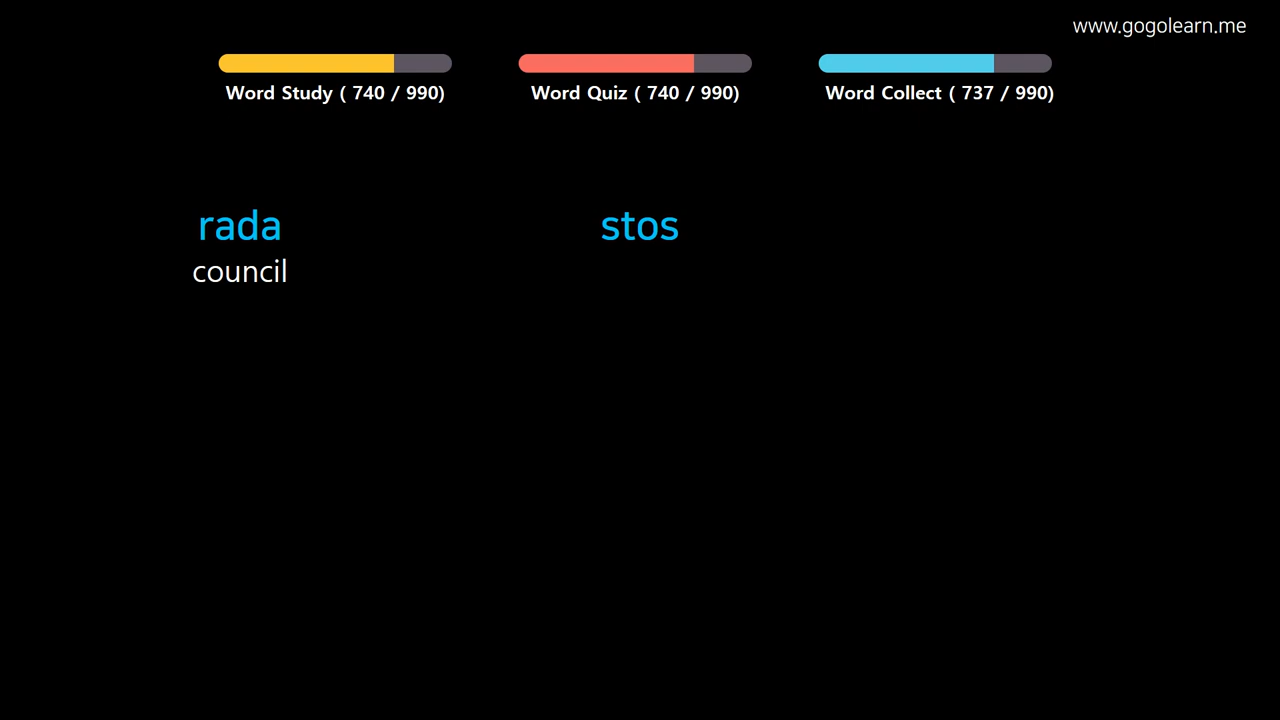 www.gogolearn.me
Word Study ( 740 / 990)
Word Quiz ( 740 / 990)
Word Collect ( 737 / 990)
rada
stos
council